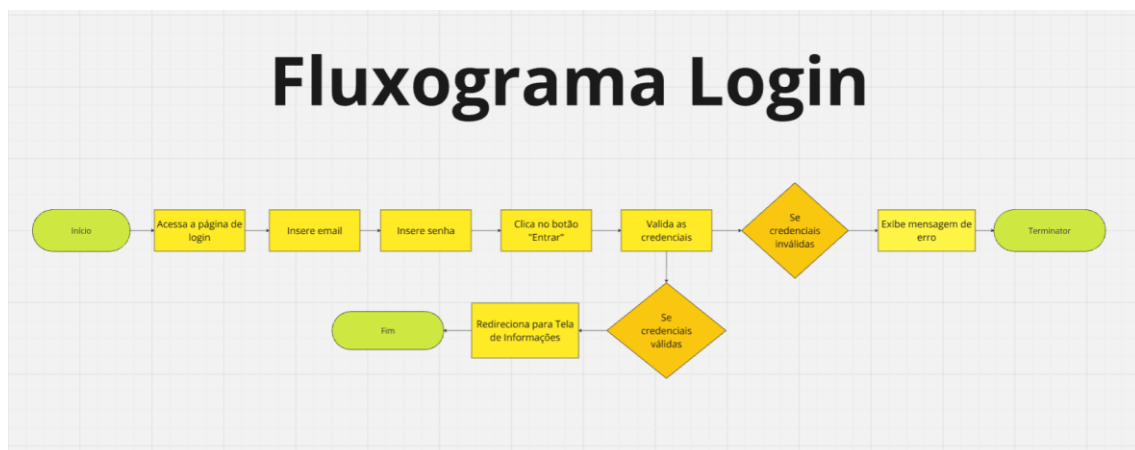 Fluxograma Login
Início
Acessa a página de
login
Insere email
Insere senha
Clica no botão
"Entrar"
Valida as
credenciais
Se
credenciais
inválidas
Exibe mensagem de
erro
Terminator
Fim
Redireciona para Tela
de Informações
Se
credenciais
válidas